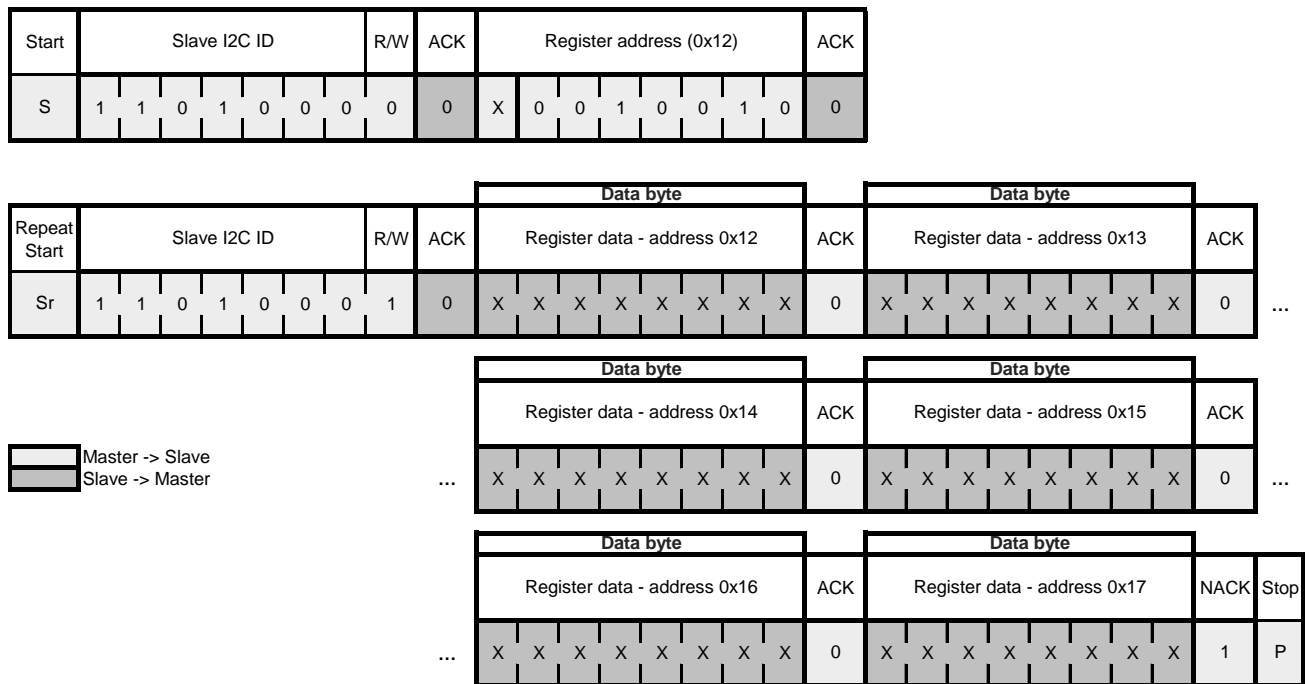 Start Slave I2C ID R/W ACK Register address (0x12) ACK
S 1 1 0 1 0 0 0 0 0 X 0 0 1 0 0 1 0 0
Data byte Data byte
Repeat Start Slave I2C ID R/W ACK Register data - address 0x12 ACK Register data - address 0x13 ACK
Sr 1 1 0 1 0 0 0 1 0 X X X X X X X X 0 X X X X X X X X 0 ...
Data byte Data byte
Register data - address 0x14 ACK Register data - address 0x15 ACK
Master -> Slave
Slave -> Master
... X X X X X X X X 0 X X X X X X X X 0 ...
Data byte Data byte
Register data - address 0x16 ACK Register data - address 0x17 NACK Stop
... X X X X X X X X 0 X X X X X X X X 1 P